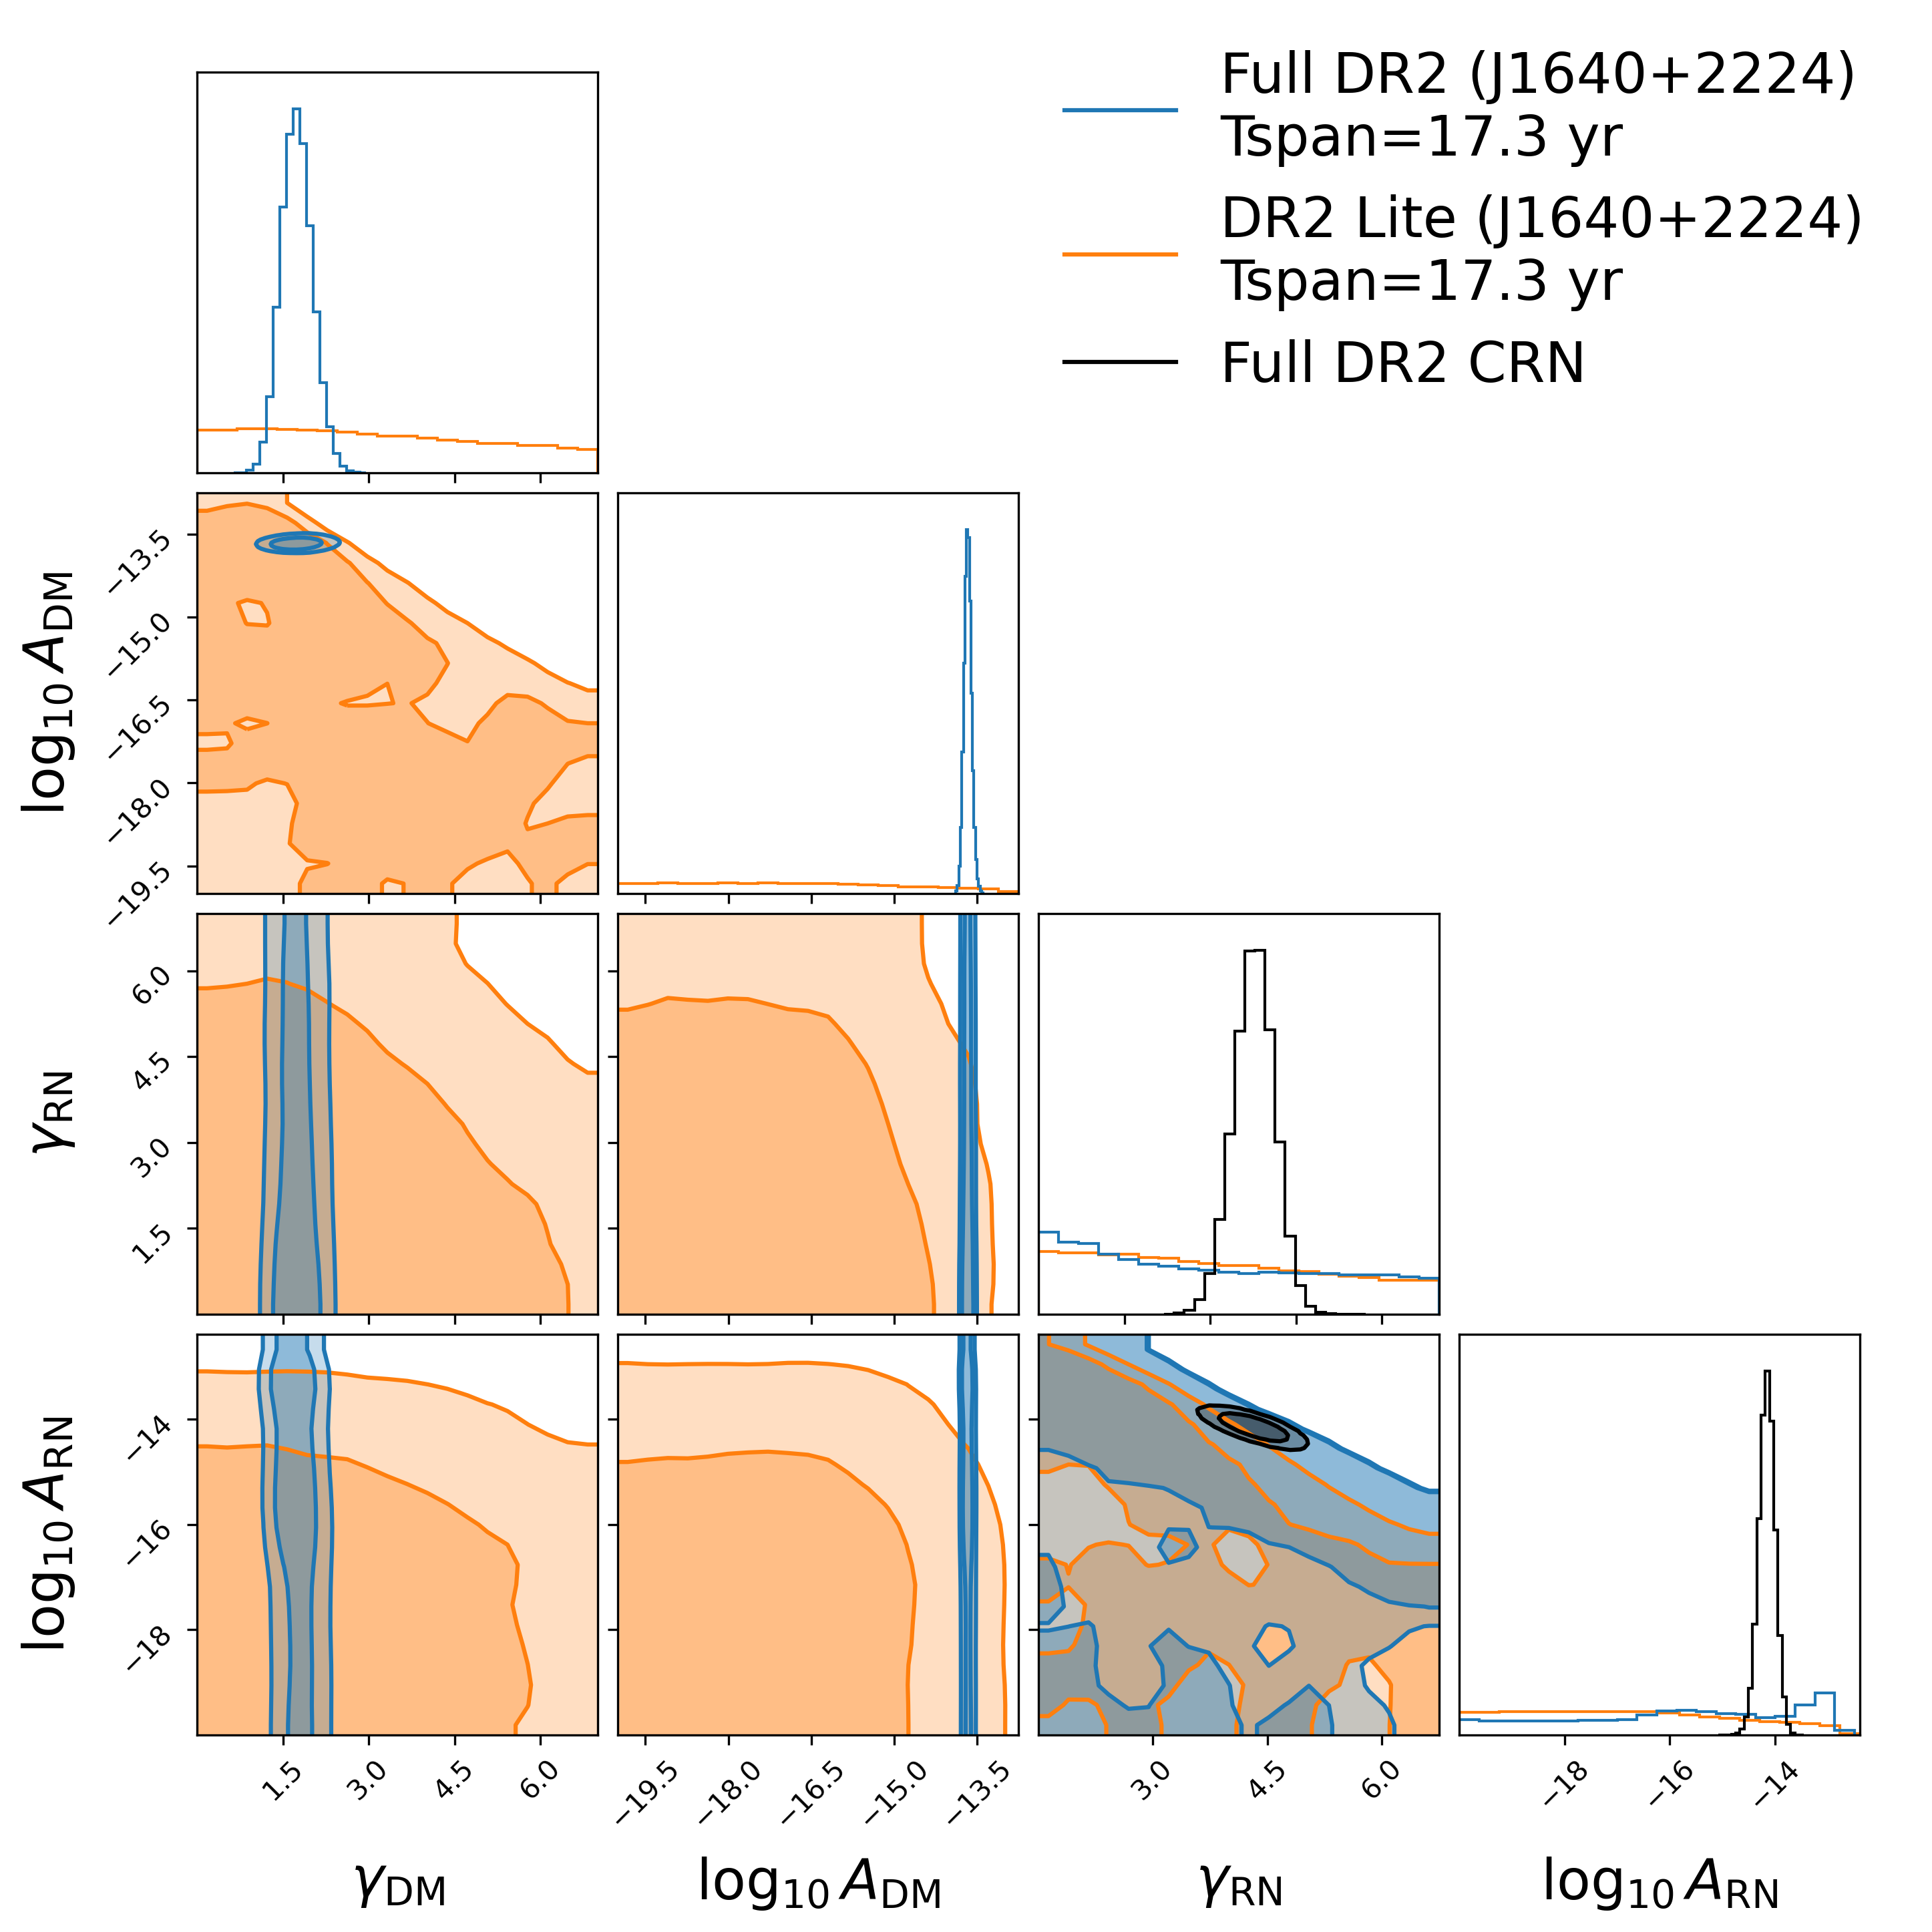 Full DR2 (J1640+2224)
Tspan=17.3 yr
DR2 Lite (J1640+2224)
Tspan=17.3 yr
Full DR2 CRN
log₁₀ A_DM
−13.5
−15.0
−16.5
−18.0
−19.5
γ_RN
6.0
4.5
3.0
1.5
log₁₀ A_RN
−14
−16
−18
1.5 3.0 4.5 6.0 −19.5 −18.0 −16.5 −15.0 −13.5 3.0 4.5 6.0 −18 −16 −14
γ_DM log₁₀ A_DM γ_RN log₁₀ A_RN